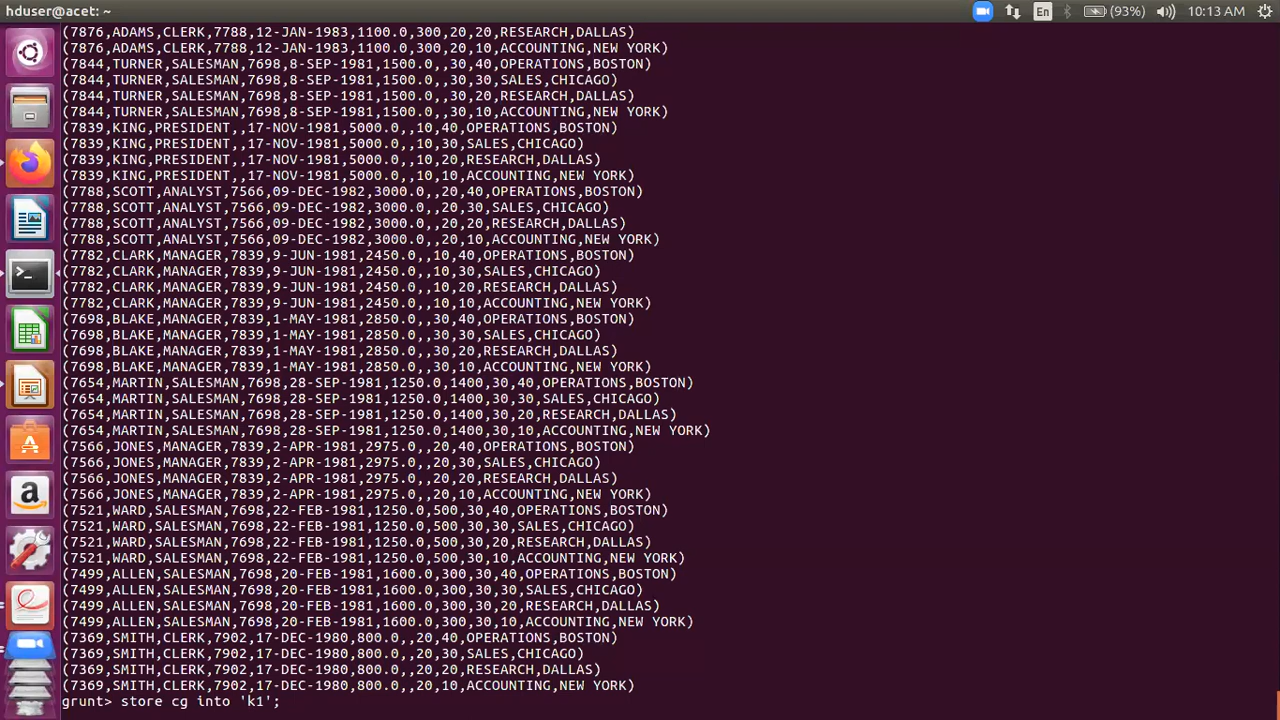 hduser@acet: ~
En
(93%)
10:13 AM
(7876,ADAMS,CLERK,7788,12-JAN-1983,1100.0,300,20,20,RESEARCH,DALLAS)
(7876,ADAMS,CLERK,7788,12-JAN-1983,1100.0,300,20,10,ACCOUNTING,NEW YORK)
(7844,TURNER,SALESMAN,7698,8-SEP-1981,1500.0,,30,40,OPERATIONS,BOSTON)
(7844,TURNER,SALESMAN,7698,8-SEP-1981,1500.0,,30,30,SALES,CHICAGO)
(7844,TURNER,SALESMAN,7698,8-SEP-1981,1500.0,,30,20,RESEARCH,DALLAS)
(7844,TURNER,SALESMAN,7698,8-SEP-1981,1500.0,,30,10,ACCOUNTING,NEW YORK)
(7839,KING,PRESIDENT,,17-NOV-1981,5000.0,,10,40,OPERATIONS,BOSTON)
(7839,KING,PRESIDENT,,17-NOV-1981,5000.0,,10,30,SALES,CHICAGO)
(7839,KING,PRESIDENT,,17-NOV-1981,5000.0,,10,20,RESEARCH,DALLAS)
(7839,KING,PRESIDENT,,17-NOV-1981,5000.0,,10,10,ACCOUNTING,NEW YORK)
(7788,SCOTT,ANALYST,7566,09-DEC-1982,3000.0,,20,40,OPERATIONS,BOSTON)
(7788,SCOTT,ANALYST,7566,09-DEC-1982,3000.0,,20,30,SALES,CHICAGO)
(7788,SCOTT,ANALYST,7566,09-DEC-1982,3000.0,,20,20,RESEARCH,DALLAS)
(7788,SCOTT,ANALYST,7566,09-DEC-1982,3000.0,,20,10,ACCOUNTING,NEW YORK)
(7782,CLARK,MANAGER,7839,9-JUN-1981,2450.0,,10,40,OPERATIONS,BOSTON)
(7782,CLARK,MANAGER,7839,9-JUN-1981,2450.0,,10,30,SALES,CHICAGO)
(7782,CLARK,MANAGER,7839,9-JUN-1981,2450.0,,10,20,RESEARCH,DALLAS)
(7782,CLARK,MANAGER,7839,9-JUN-1981,2450.0,,10,10,ACCOUNTING,NEW YORK)
(7698,BLAKE,MANAGER,7839,1-MAY-1981,2850.0,,30,40,OPERATIONS,BOSTON)
(7698,BLAKE,MANAGER,7839,1-MAY-1981,2850.0,,30,30,SALES,CHICAGO)
(7698,BLAKE,MANAGER,7839,1-MAY-1981,2850.0,,30,20,RESEARCH,DALLAS)
(7698,BLAKE,MANAGER,7839,1-MAY-1981,2850.0,,30,10,ACCOUNTING,NEW YORK)
(7654,MARTIN,SALESMAN,7698,28-SEP-1981,1250.0,1400,30,40,OPERATIONS,BOSTON)
(7654,MARTIN,SALESMAN,7698,28-SEP-1981,1250.0,1400,30,30,SALES,CHICAGO)
(7654,MARTIN,SALESMAN,7698,28-SEP-1981,1250.0,1400,30,20,RESEARCH,DALLAS)
(7654,MARTIN,SALESMAN,7698,28-SEP-1981,1250.0,1400,30,10,ACCOUNTING,NEW YORK)
(7566,JONES,MANAGER,7839,2-APR-1981,2975.0,,20,40,OPERATIONS,BOSTON)
(7566,JONES,MANAGER,7839,2-APR-1981,2975.0,,20,30,SALES,CHICAGO)
(7566,JONES,MANAGER,7839,2-APR-1981,2975.0,,20,20,RESEARCH,DALLAS)
(7566,JONES,MANAGER,7839,2-APR-1981,2975.0,,20,10,ACCOUNTING,NEW YORK)
(7521,WARD,SALESMAN,7698,22-FEB-1981,1250.0,500,30,40,OPERATIONS,BOSTON)
(7521,WARD,SALESMAN,7698,22-FEB-1981,1250.0,500,30,30,SALES,CHICAGO)
(7521,WARD,SALESMAN,7698,22-FEB-1981,1250.0,500,30,20,RESEARCH,DALLAS)
(7521,WARD,SALESMAN,7698,22-FEB-1981,1250.0,500,30,10,ACCOUNTING,NEW YORK)
(7499,ALLEN,SALESMAN,7698,20-FEB-1981,1600.0,300,30,40,OPERATIONS,BOSTON)
(7499,ALLEN,SALESMAN,7698,20-FEB-1981,1600.0,300,30,30,SALES,CHICAGO)
(7499,ALLEN,SALESMAN,7698,20-FEB-1981,1600.0,300,30,20,RESEARCH,DALLAS)
(7499,ALLEN,SALESMAN,7698,20-FEB-1981,1600.0,300,30,10,ACCOUNTING,NEW YORK)
(7369,SMITH,CLERK,7902,17-DEC-1980,800.0,,20,40,OPERATIONS,BOSTON)
(7369,SMITH,CLERK,7902,17-DEC-1980,800.0,,20,30,SALES,CHICAGO)
(7369,SMITH,CLERK,7902,17-DEC-1980,800.0,,20,20,RESEARCH,DALLAS)
(7369,SMITH,CLERK,7902,17-DEC-1980,800.0,,20,10,ACCOUNTING,NEW YORK)
grunt> store cg into 'k1';